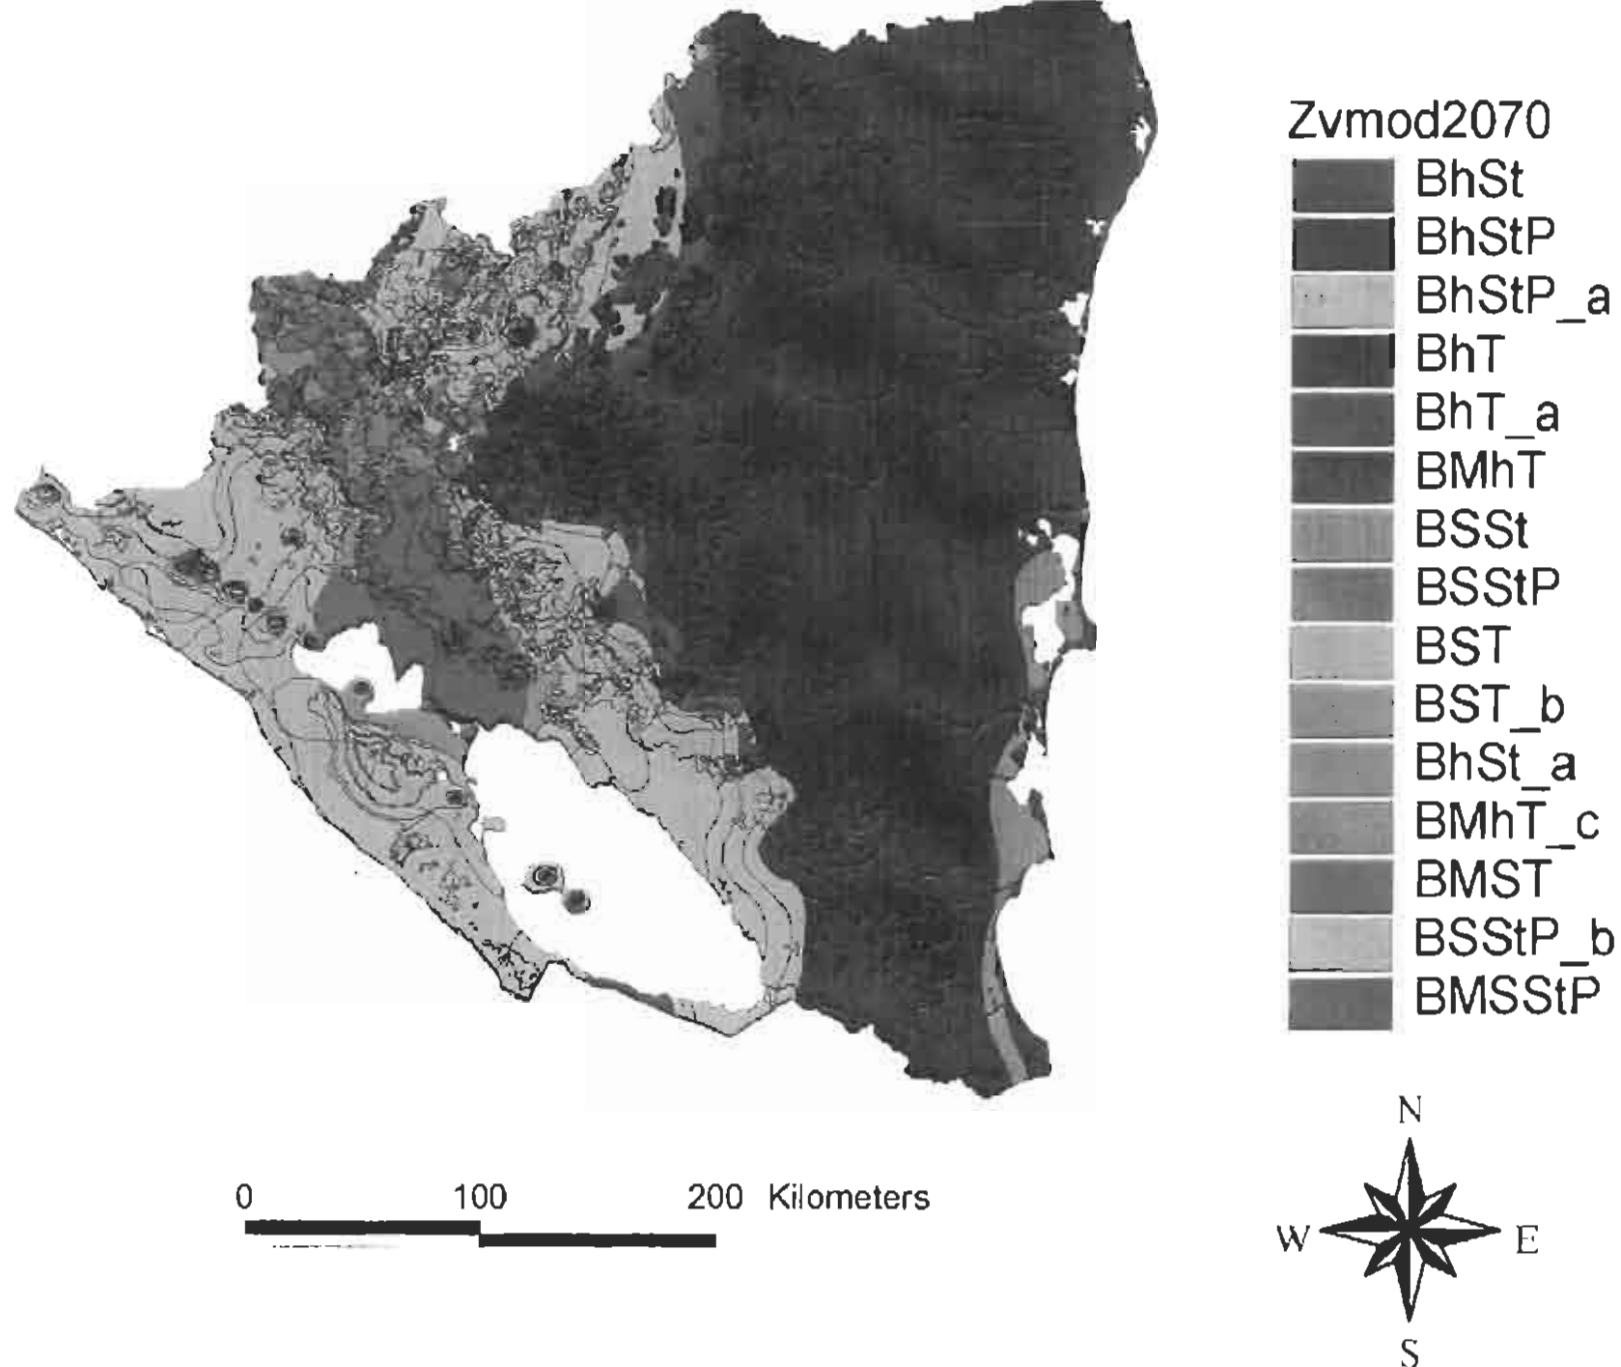 Zvmod2070
BhSt
BhStP
BhStP_a
BhT
BhT_a
BMhT
BSSt
BSStP
BST
BST_b
BhSt_a
BMhT_c
BMST
BSStP_b
BMSStP
N
W E
S
0 100 200 Kilometers